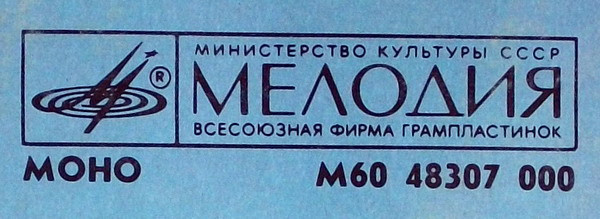 МИНИСТЕРСТВО КУЛЬТУРЫ СССР
МЕЛОДИЯ
®
ВСЕСОЮЗНАЯ ФИРМА ГРАМПЛАСТИНОК
МОНО
М60 48307 000